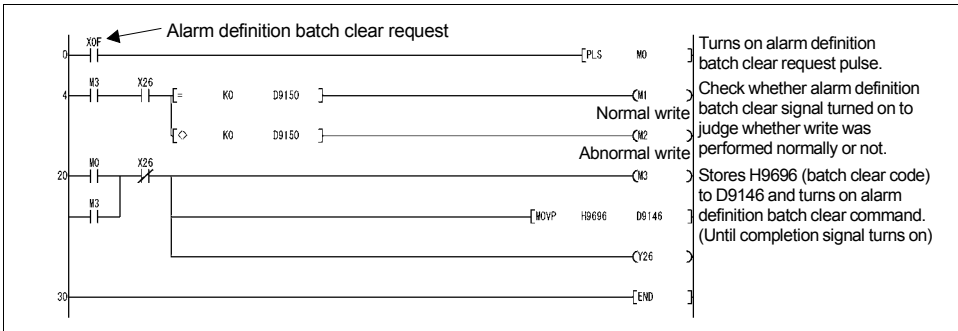 Alarm definition batch clear request
X0F
0
[PLS M0 ]
Turns on alarm definition
batch clear request pulse.
M3 X26
4
[= K0 D9150 ]
(M1 )
Normal write
[<> K0 D9150 ]
(M2 )
Abnormal write
Check whether alarm definition
batch clear signal turned on to
judge whether write was
performed normally or not.
M0 X26
20
(M3 )
M3
[MOVP H9696 D9146 ]
(Y26 )
Stores H9696 (batch clear code)
to D9146 and turns on alarm
definition batch clear command.
(Until completion signal turns on)
30
[END ]